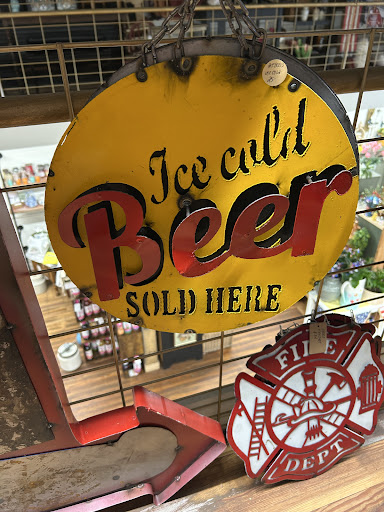 Ice cold
Beer
SOLD HERE
FIRE
DEPT